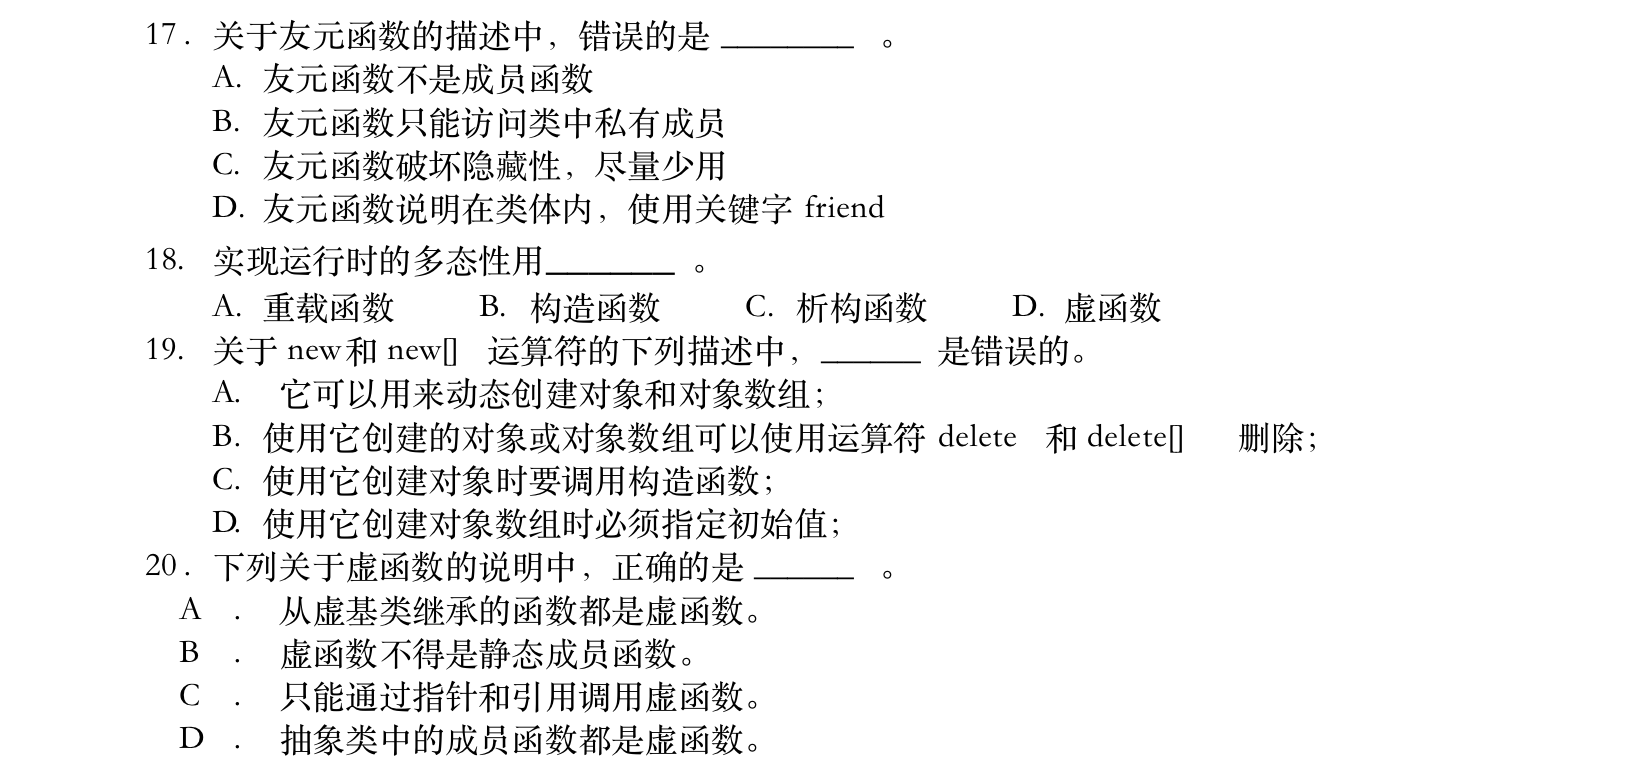 17. 关于友元函数的描述中，错误的是 ________ 。
A. 友元函数不是成员函数
B. 友元函数只能访问类中私有成员
C. 友元函数破坏隐藏性，尽量少用
D. 友元函数说明在类体内，使用关键字 friend
18. 实现运行时的多态性用________ 。
A. 重载函数 B. 构造函数 C. 析构函数 D. 虚函数
19. 关于 new和 new[] 运算符的下列描述中，______ 是错误的。
A. 它可以用来动态创建对象和对象数组；
B. 使用它创建的对象或对象数组可以使用运算符 delete 和 delete[] 删除；
C. 使用它创建对象时要调用构造函数；
D. 使用它创建对象数组时必须指定初始值；
20. 下列关于虚函数的说明中，正确的是 ______ 。
A . 从虚基类继承的函数都是虚函数。
B . 虚函数不得是静态成员函数。
C . 只能通过指针和引用调用虚函数。
D . 抽象类中的成员函数都是虚函数。